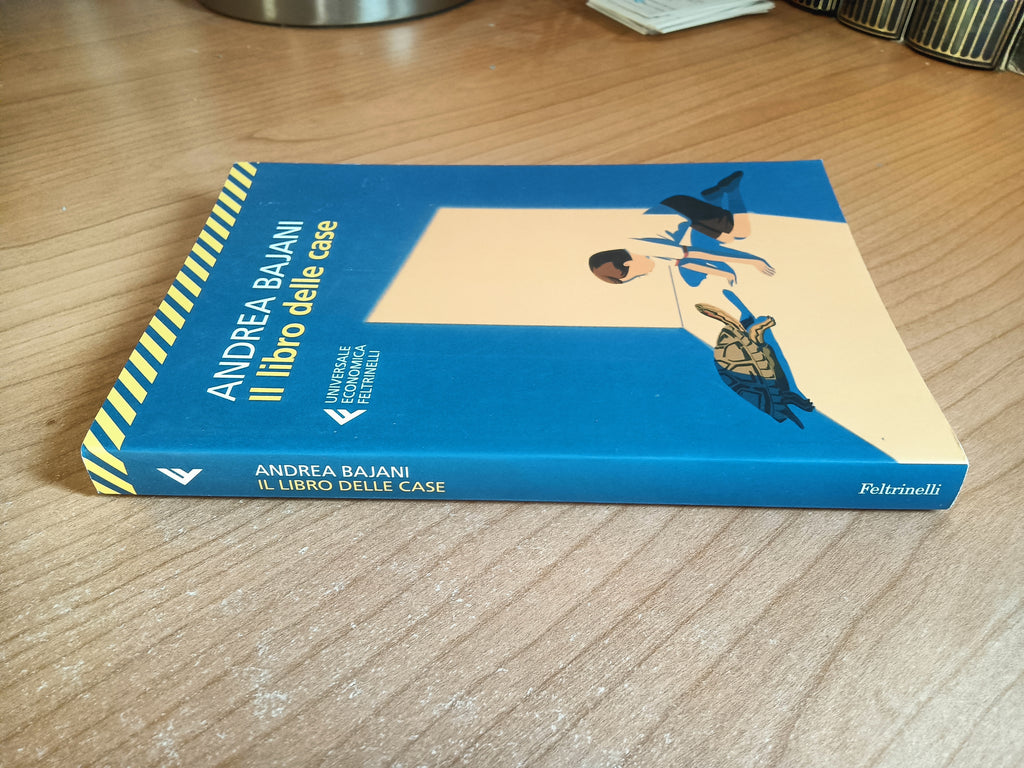 ANDREA BAJANI
Il libro delle case
UNIVERSALE
ECONOMICA
FELTRINELLI
ANDREA BAJANI
IL LIBRO DELLE CASE
Feltrinelli